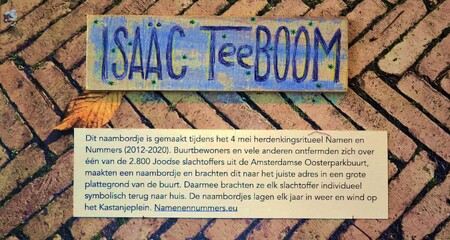 ISAÄC TeeBOOM
Dit naambordje is gemaakt tijdens het 4 mei herdenkingsritueel Namen en
Nummers (2012-2020). Buurtbewoners en vele anderen ontfermden zich over
één van de 2.800 Joodse slachtoffers uit de Amsterdamse Oosterparkbuurt,
maakten een naambordje en brachten dit naar het juiste adres in een grote
plattegrond van de buurt. Daarmee brachten ze elk slachtoffer individueel
symbolisch terug naar huis. De naambordjes lagen elk jaar in weer en wind op
het Kastanjeplein. Namenennummers.eu